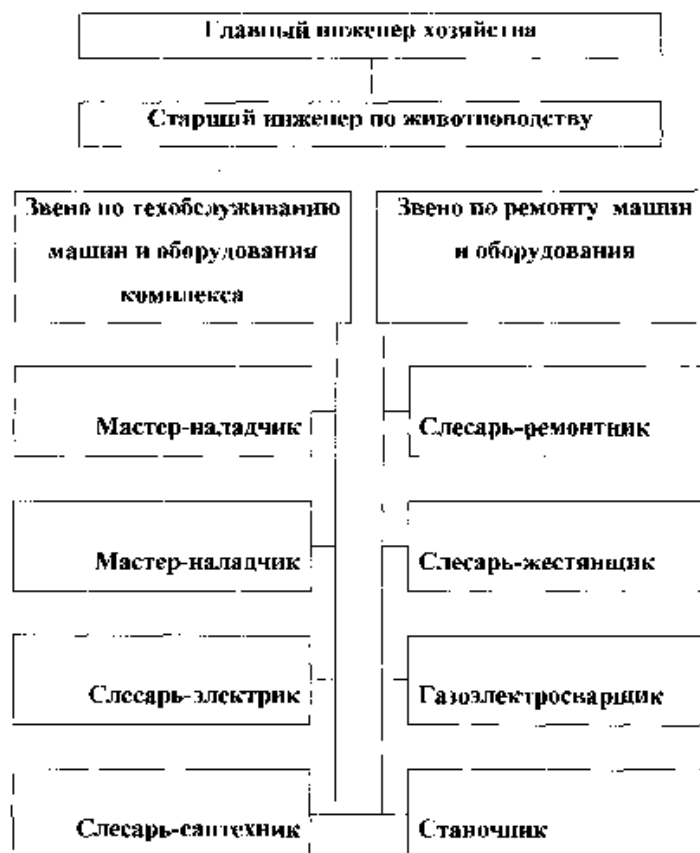 Главный инженер хозяйства
Старший инженер по животноводству
Звено по техобслуживанию
машин и оборудования
комплекса
Звено по ремонту машин
и оборудования
Мастер-наладчик
Слесарь-ремонтник
Мастер-наладчик
Слесарь-жестянщик
Слесарь-электрик
Газоэлектросварщик
Слесарь-сантехник
Станочник